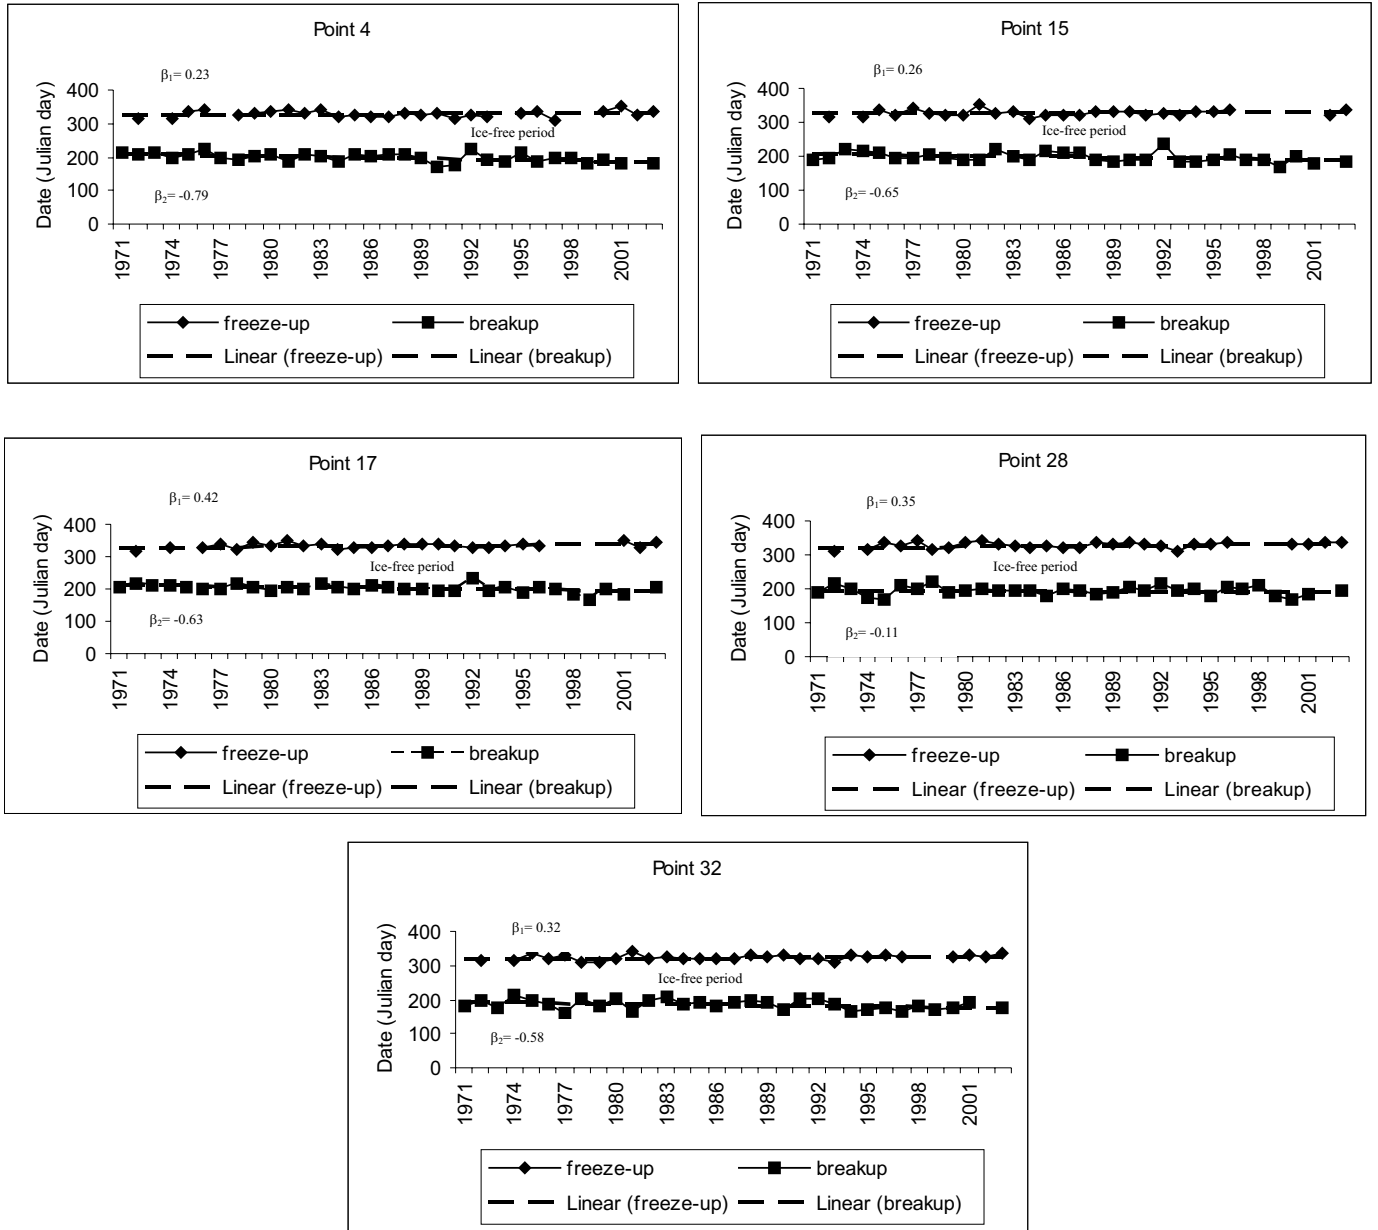 Point 4
β1= 0.23
Date (Julian day)
400
300
200
100
0
Ice-free period
β2= -0.79
1971 1974 1977 1980 1983 1986 1989 1992 1995 1998 2001
freeze-up breakup
Linear (freeze-up) Linear (breakup)
Point 15
β1= 0.26
Date (Julian day)
400
300
200
100
0
Ice-free period
β2= -0.65
1971 1974 1977 1980 1983 1986 1989 1992 1995 1998 2001
freeze-up breakup
Linear (freeze-up) Linear (breakup)
Point 17
β1= 0.42
Date (Julian day)
400
300
200
100
0
Ice-free period
β2= -0.63
1971 1974 1977 1980 1983 1986 1989 1992 1995 1998 2001
freeze-up breakup
Linear (freeze-up) Linear (breakup)
Point 28
β1= 0.35
Date (Julian day)
400
300
200
100
0
Ice-free period
β2= -0.11
1971 1974 1977 1980 1983 1986 1989 1992 1995 1998 2001
freeze-up breakup
Linear (freeze-up) Linear (breakup)
Point 32
β1= 0.32
Date (Julian day)
400
300
200
100
0
Ice-free period
β2= -0.58
1971 1974 1977 1980 1983 1986 1989 1992 1995 1998 2001
freeze-up breakup
Linear (freeze-up) Linear (breakup)